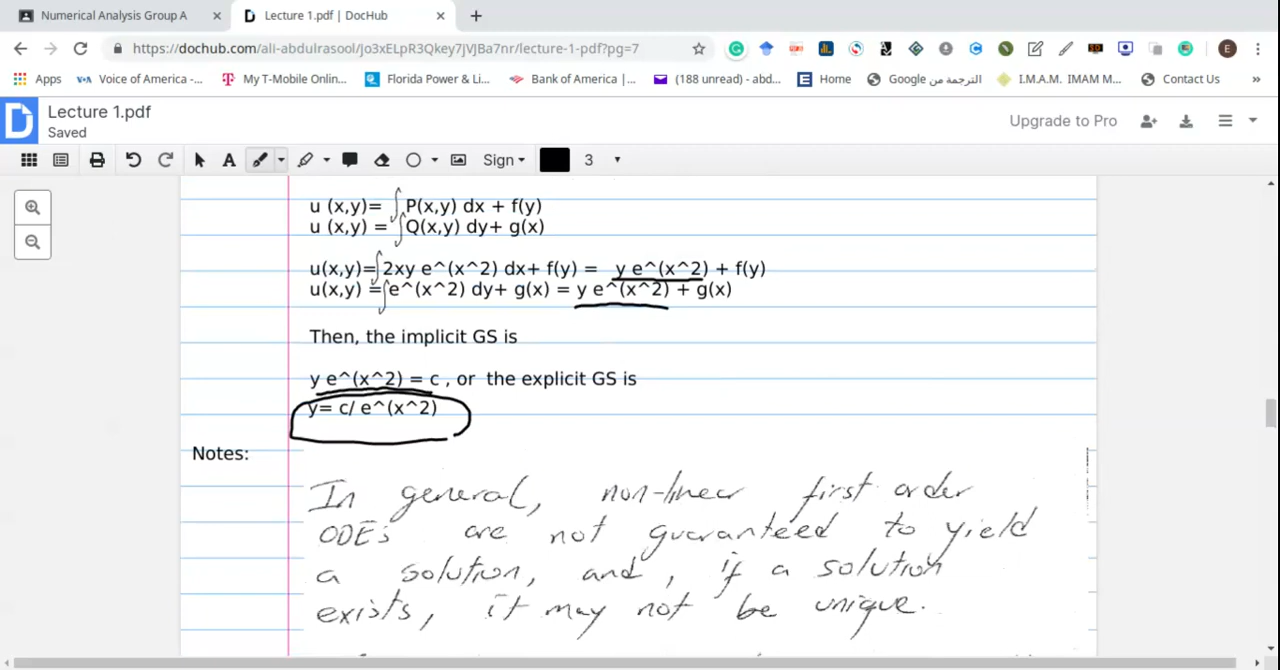 Numerical Analysis Group A
Lecture 1.pdf | DocHub
https://dochub.com/ali-abdulrasool/jo3xELpR3Qkey7jVJBa7nr/lecture-1-pdf?pg=7
E
Apps
Voice of America -...
My T-Mobile Onlin...
Florida Power & Li...
Bank of America |...
(188 unread) - abd...
Home
الترجمة من Google
I.M.A.M. IMAM M...
Contact Us
»
Lecture 1.pdf
Saved
Upgrade to Pro
A
Sign
3
u (x,y)= ∫P(x,y) dx + f(y)
u (x,y) = ∫Q(x,y) dy+ g(x)
u(x,y)=∫2xy e^(x^2) dx+ f(y) = y e^(x^2) + f(y)
u(x,y) =∫e^(x^2) dy+ g(x) = y e^(x^2) + g(x)
Then, the implicit GS is
y e^(x^2) = c , or the explicit GS is
y= c/ e^(x^2)
Notes:
In general, non-linear first order
ODEs are not guaranteed to yield
a solution, and, if a solution
exists, it may not be unique.